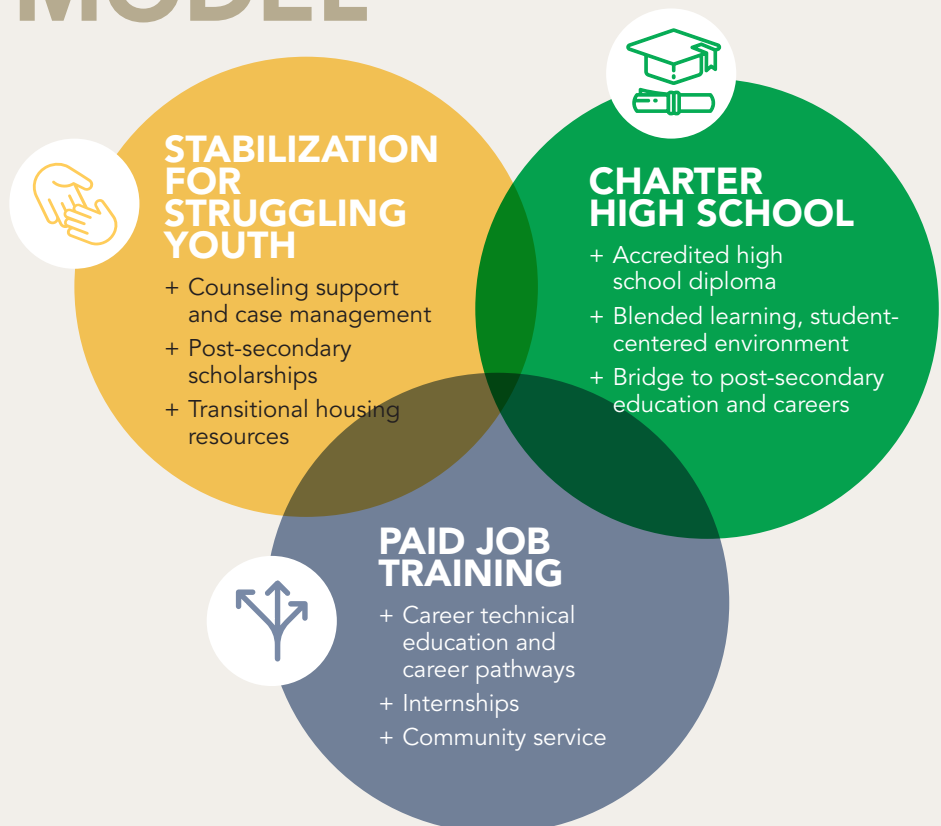 MODEL
STABILIZATION
FOR
STRUGGLING
YOUTH
+ Counseling support
and case management
+ Post-secondary
scholarships
+ Transitional housing
resources
CHARTER
HIGH SCHOOL
+ Accredited high
school diploma
+ Blended learning, student-
centered environment
+ Bridge to post-secondary
education and careers
PAID JOB
TRAINING
+ Career technical
education and
career pathways
+ Internships
+ Community service